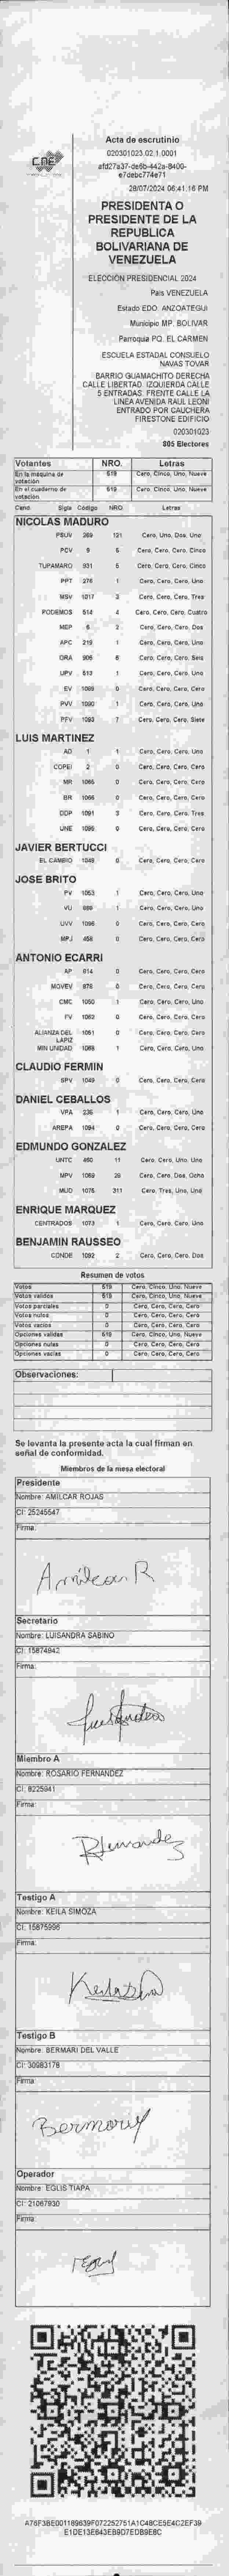 CNE
Acta de escrutinio
020301023.02.1.0001
28/07/2024 06:41:16 PM
PRESIDENTA O
PRESIDENTE DE LA
REPUBLICA
BOLIVARIANA DE
VENEZUELA
ELECCIÓN PRESIDENCIAL 2024
País VENEZUELA
Estado EDO. ANZOATEGUI
Municipio MP. BOLIVAR
Parroquia PQ. EL CARMEN
ESCUELA ESTADAL CONSUELO
NAVAS TOVAR
BARRIO GUAMACHITO DERECHA
CALLE LIBERTAD. IZQUIERDA CALLE
5 ENTRADAS. FRENTE CALLE LA
LINEA AVENIDA RAUL LEONI
ENTRADO POR CAUCHERA
FIRESTONE EDIFICIO
020301023
805 Electores
Votantes NRO. Letras
En la máquina de votación 519 Cero, Cinco, Uno, Nueve
En el cuaderno de votación 519 Cero, Cinco, Uno, Nueve
Cand Sigla Código NRO Letras
NICOLAS MADURO
PSUV 269 121 Cero, Uno, Dos, Uno
PCV 9 5 Cero, Cero, Cero, Cinco
TUPAMARO 931 5 Cero, Cero, Cero, Cinco
PPT 276 1 Cero, Cero, Cero, Uno
MSV 1017 3 Cero, Cero, Cero, Tres
PODEMOS 514 4 Cero, Cero, Cero, Cuatro
MEP 6 2 Cero, Cero, Cero, Dos
APC 219 1 Cero, Cero, Cero, Uno
ORA 906 6 Cero, Cero, Cero, Seis
UPV 513 1 Cero, Cero, Cero, Uno
EV 1089 0 Cero, Cero, Cero, Cero
PVV 1090 1 Cero, Cero, Cero, Uno
PFV 1093 7 Cero, Cero, Cero, Siete
LUIS MARTINEZ
AD 1 1 Cero, Cero, Cero, Uno
COPEI 2 0 Cero, Cero, Cero, Cero
MR 1065 0 Cero, Cero, Cero, Cero
BR 1066 0 Cero, Cero, Cero, Cero
DDP 1091 3 Cero, Cero, Cero, Tres
UNE 1095 0 Cero, Cero, Cero, Cero
JAVIER BERTUCCI
EL CAMBIO 1048 0 Cero, Cero, Cero, Cero
JOSE BRITO
PV 1053 1 Cero, Cero, Cero, Uno
VU 889 1 Cero, Cero, Cero, Uno
UVV 1096 0 Cero, Cero, Cero, Cero
MPJ 458 0 Cero, Cero, Cero, Cero
ANTONIO ECARRI
AP 814 0 Cero, Cero, Cero, Cero
MOVEV 978 0 Cero, Cero, Cero, Cero
CMC 1050 1 Cero, Cero, Cero, Uno
FV 1062 0 Cero, Cero, Cero, Cero
ALIANZA DEL LAPIZ 1051 0 Cero, Cero, Cero, Cero
MIN UNIDAD 1068 1 Cero, Cero, Cero, Uno
CLAUDIO FERMIN
SPV 1049 0 Cero, Cero, Cero, Cero
DANIEL CEBALLOS
VPA 236 1 Cero, Cero, Cero, Uno
AREPA 1094 0 Cero, Cero, Cero, Cero
EDMUNDO GONZALEZ
UNTC 450 11 Cero, Cero, Uno, Uno
MPV 1059 28 Cero, Cero, Dos, Ocho
MUD 1075 311 Cero, Tres, Uno, Uno
ENRIQUE MARQUEZ
CENTRADOS 1073 1 Cero, Cero, Cero, Uno
BENJAMIN RAUSSEO
CONDE 1092 2 Cero, Cero, Cero, Dos
Resumen de votos
Votos 519 Cero, Cinco, Uno, Nueve
Votos validos 519 Cero, Cinco, Uno, Nueve
Votos parciales 0 Cero, Cero, Cero, Cero
Votos nulos 0 Cero, Cero, Cero, Cero
Votos vacios 0 Cero, Cero, Cero, Cero
Opciones validas 519 Cero, Cinco, Uno, Nueve
Opciones nulas 0 Cero, Cero, Cero, Cero
Opciones vacias 0 Cero, Cero, Cero, Cero
Observaciones:
Se levanta la presente acta la cual firman en
señal de conformidad.
Miembros de la mesa electoral
Presidente
Nombre: AMILCAR ROJAS
CI: 25245547
Firma:
Amilcar R
Secretario
Nombre: LUISANDRA SABINO
CI: 15874942
Firma:
Miembro A
Nombre: ROSARIO FERNANDEZ
CI: 8225941
Firma:
RFernandez
Testigo A
Nombre: KEILA SIMOZA
CI: 15875996
Firma:
Testigo B
Nombre: BERMARI DEL VALLE
CI: 30983178
Firma:
Operador
Nombre: EGLIS TIAPA
CI: 21067930
Firma: